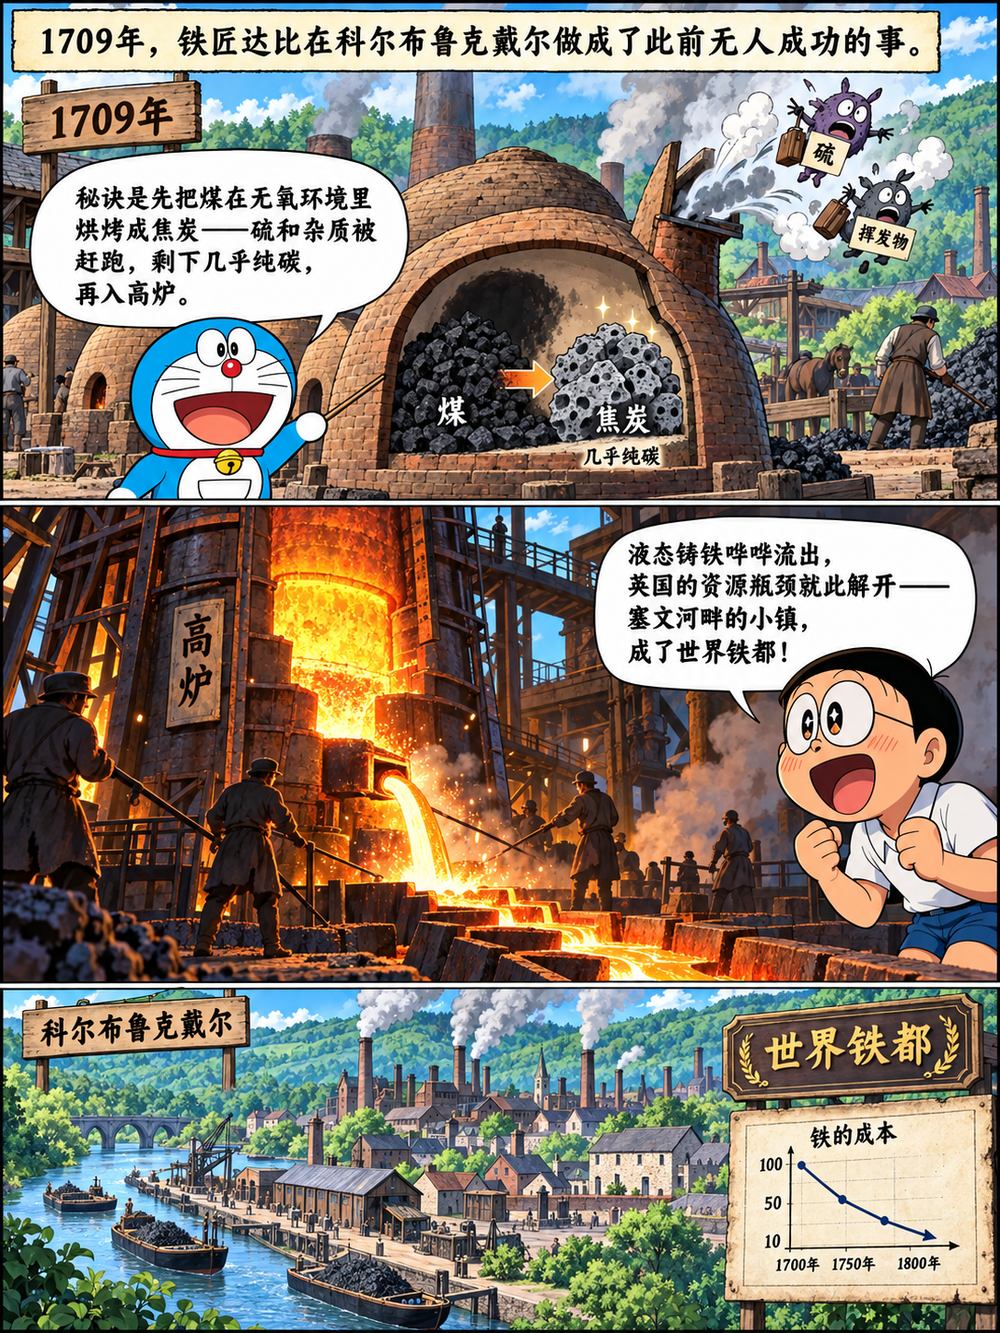 1709年，铁匠达比在科尔布鲁克戴尔做成了此前无人成功的事。
1709年
硫
挥发物
秘诀是先把煤在无氧环境里
烘烤成焦炭——硫和杂质被
赶跑，剩下几乎纯碳，
再入高炉。
煤
焦炭
几乎纯碳
液态铸铁哗哗流出，
英国的资源瓶颈就此解开——
塞文河畔的小镇，
成了世界铁都！
高炉
科尔布鲁克戴尔
世界铁都
铁的成本
100
50
10
1700年 1750年 1800年